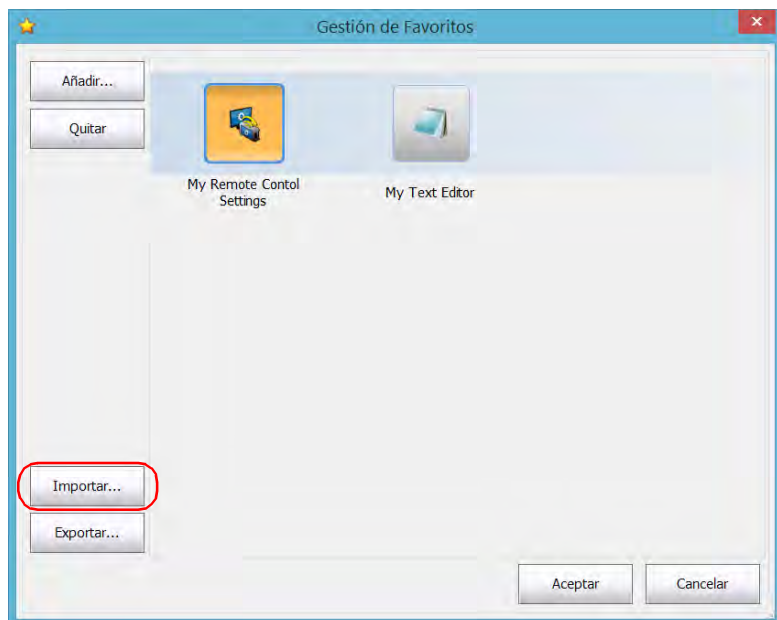 Gestión de Favoritos
Añadir...
Quitar
My Remote Contol
Settings
My Text Editor
Importar...
Exportar...
Aceptar
Cancelar